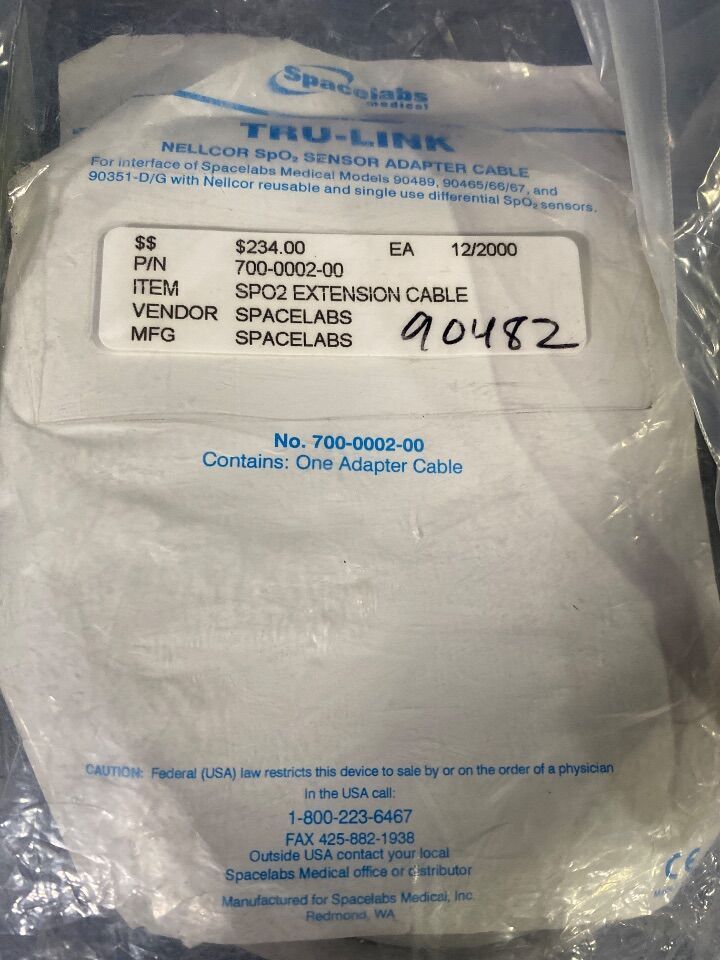 Spacelabs
medical
TRU-LINK
NELLCOR SpO₂ SENSOR ADAPTER CABLE
For interface of Spacelabs Medical Models 90489, 90465/66/67, and
90351-D/G with Nellcor reusable and single use differential SpO₂ sensors.
$$ $234.00 EA 12/2000
P/N 700-0002-00
ITEM SPO2 EXTENSION CABLE
VENDOR SPACELABS
MFG SPACELABS
90482
No. 700-0002-00
Contains: One Adapter Cable
CAUTION: Federal (USA) law restricts this device to sale by or on the order of a physician
In the USA call:
1-800-223-6467
FAX 425-882-1938
Outside USA contact your local
Spacelabs Medical office or distributor
Manufactured for Spacelabs Medical, Inc.
Redmond, WA
CE